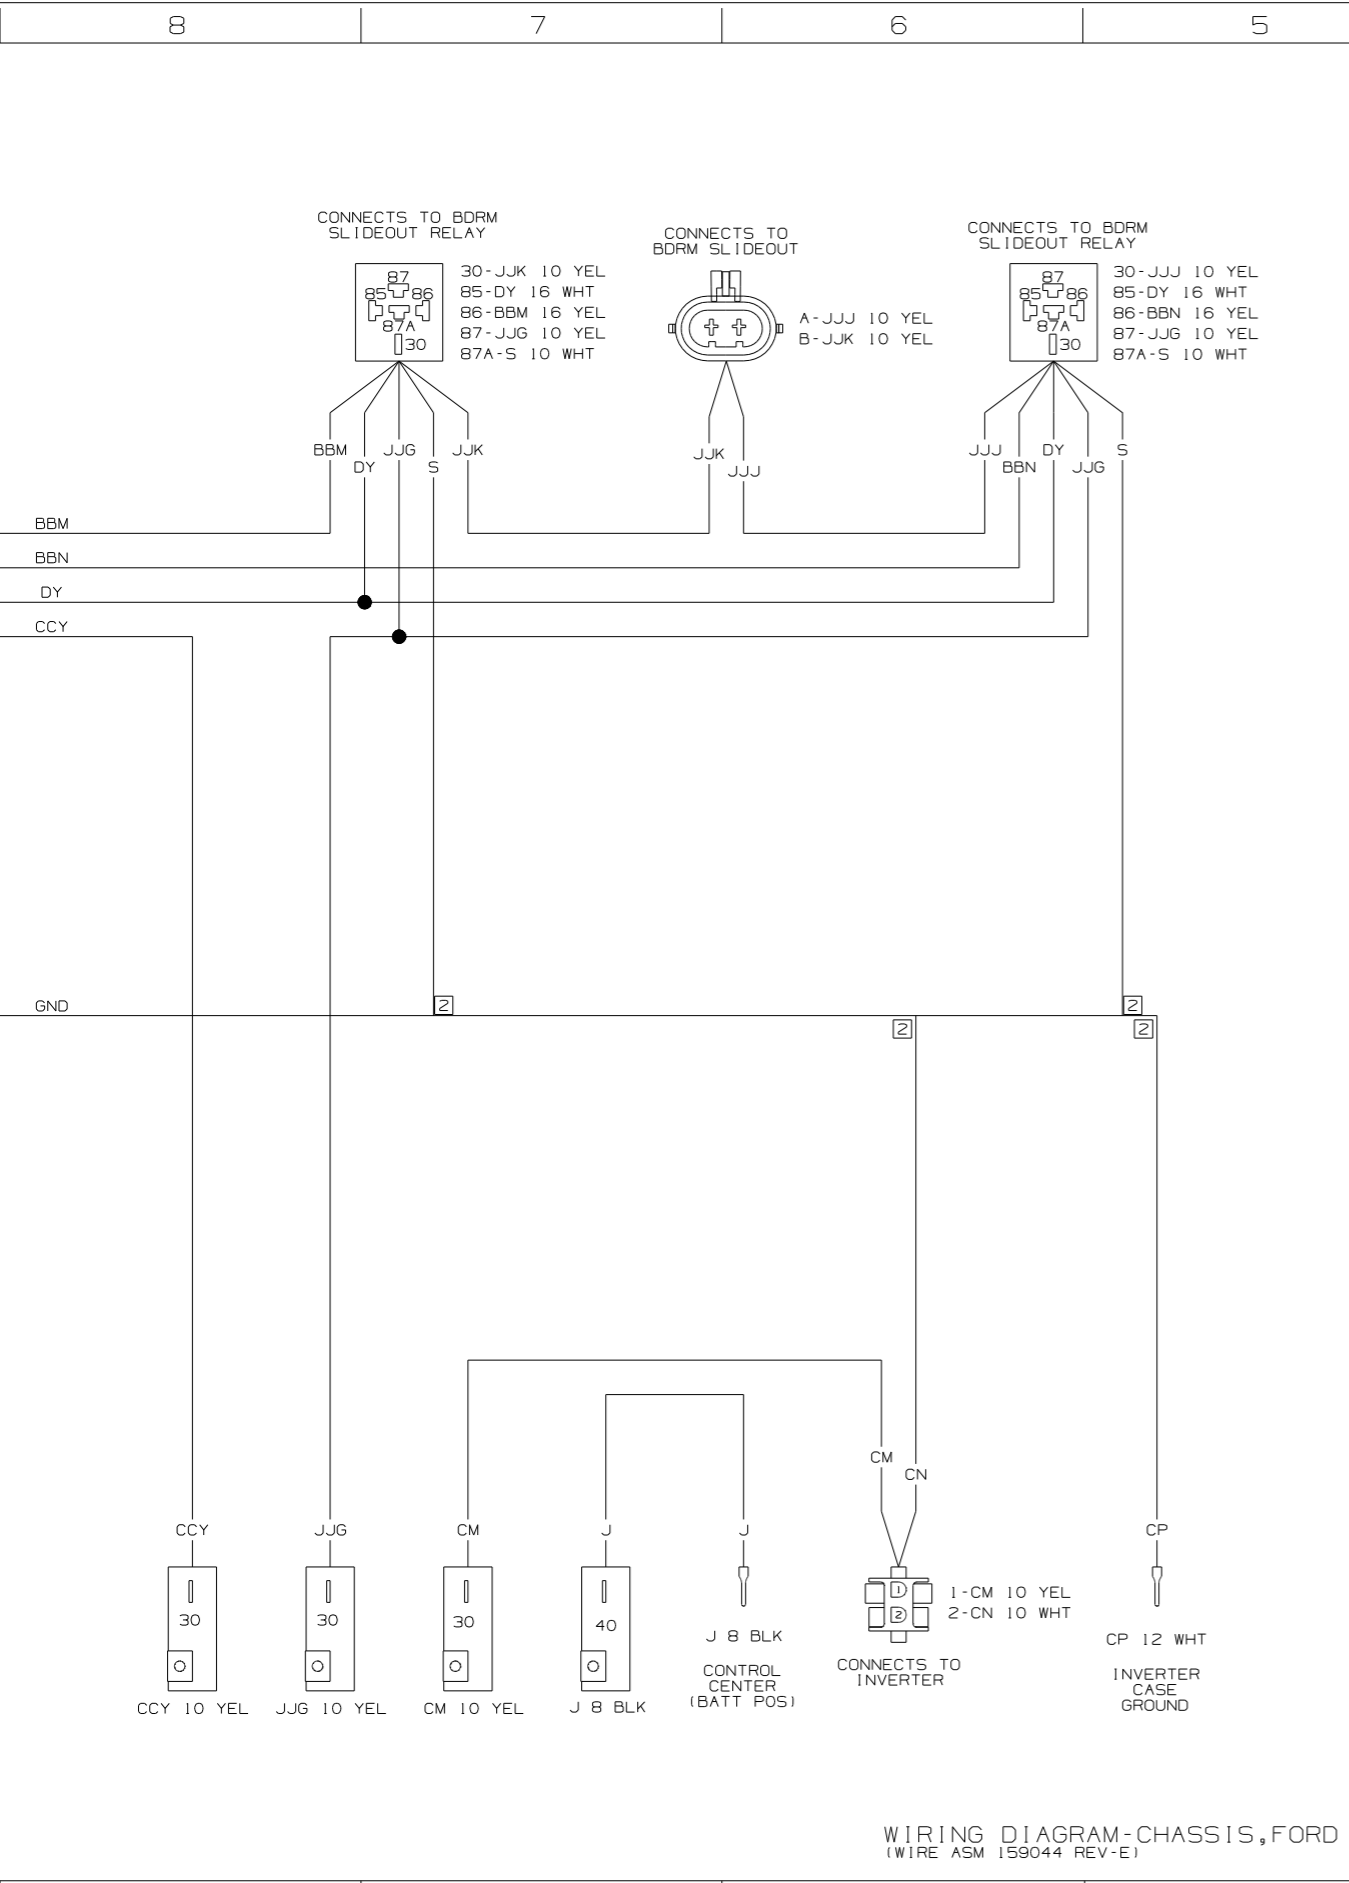 8 7 6 5
CONNECTS TO BDRM
SLIDEOUT RELAY
87
85 86
87A
30
30-JJK 10 YEL
85-DY 16 WHT
86-BBM 16 YEL
87-JJG 10 YEL
87A-S 10 WHT
CONNECTS TO
BDRM SLIDEOUT
A-JJJ 10 YEL
B-JJK 10 YEL
CONNECTS TO BDRM
SLIDEOUT RELAY
87
85 86
87A
30
30-JJJ 10 YEL
85-DY 16 WHT
86-BBN 16 YEL
87-JJG 10 YEL
87A-S 10 WHT
BBM JJG JJK
DY S
JJK
JJJ
JJJ DY S
BBN JJG
BBM
BBN
DY
CCY
GND
2
2
2
2
CM
CN
CCY JJG CM J J CP
30
30
30
40
1
2
1-CM 10 YEL
2-CN 10 WHT
CCY 10 YEL
JJG 10 YEL
CM 10 YEL
J 8 BLK
J 8 BLK
CONTROL
CENTER
(BATT POS)
CONNECTS TO
INVERTER
CP 12 WHT
INVERTER
CASE
GROUND
WIRING DIAGRAM-CHASSIS,FORD
(WIRE ASM 159044 REV-E)